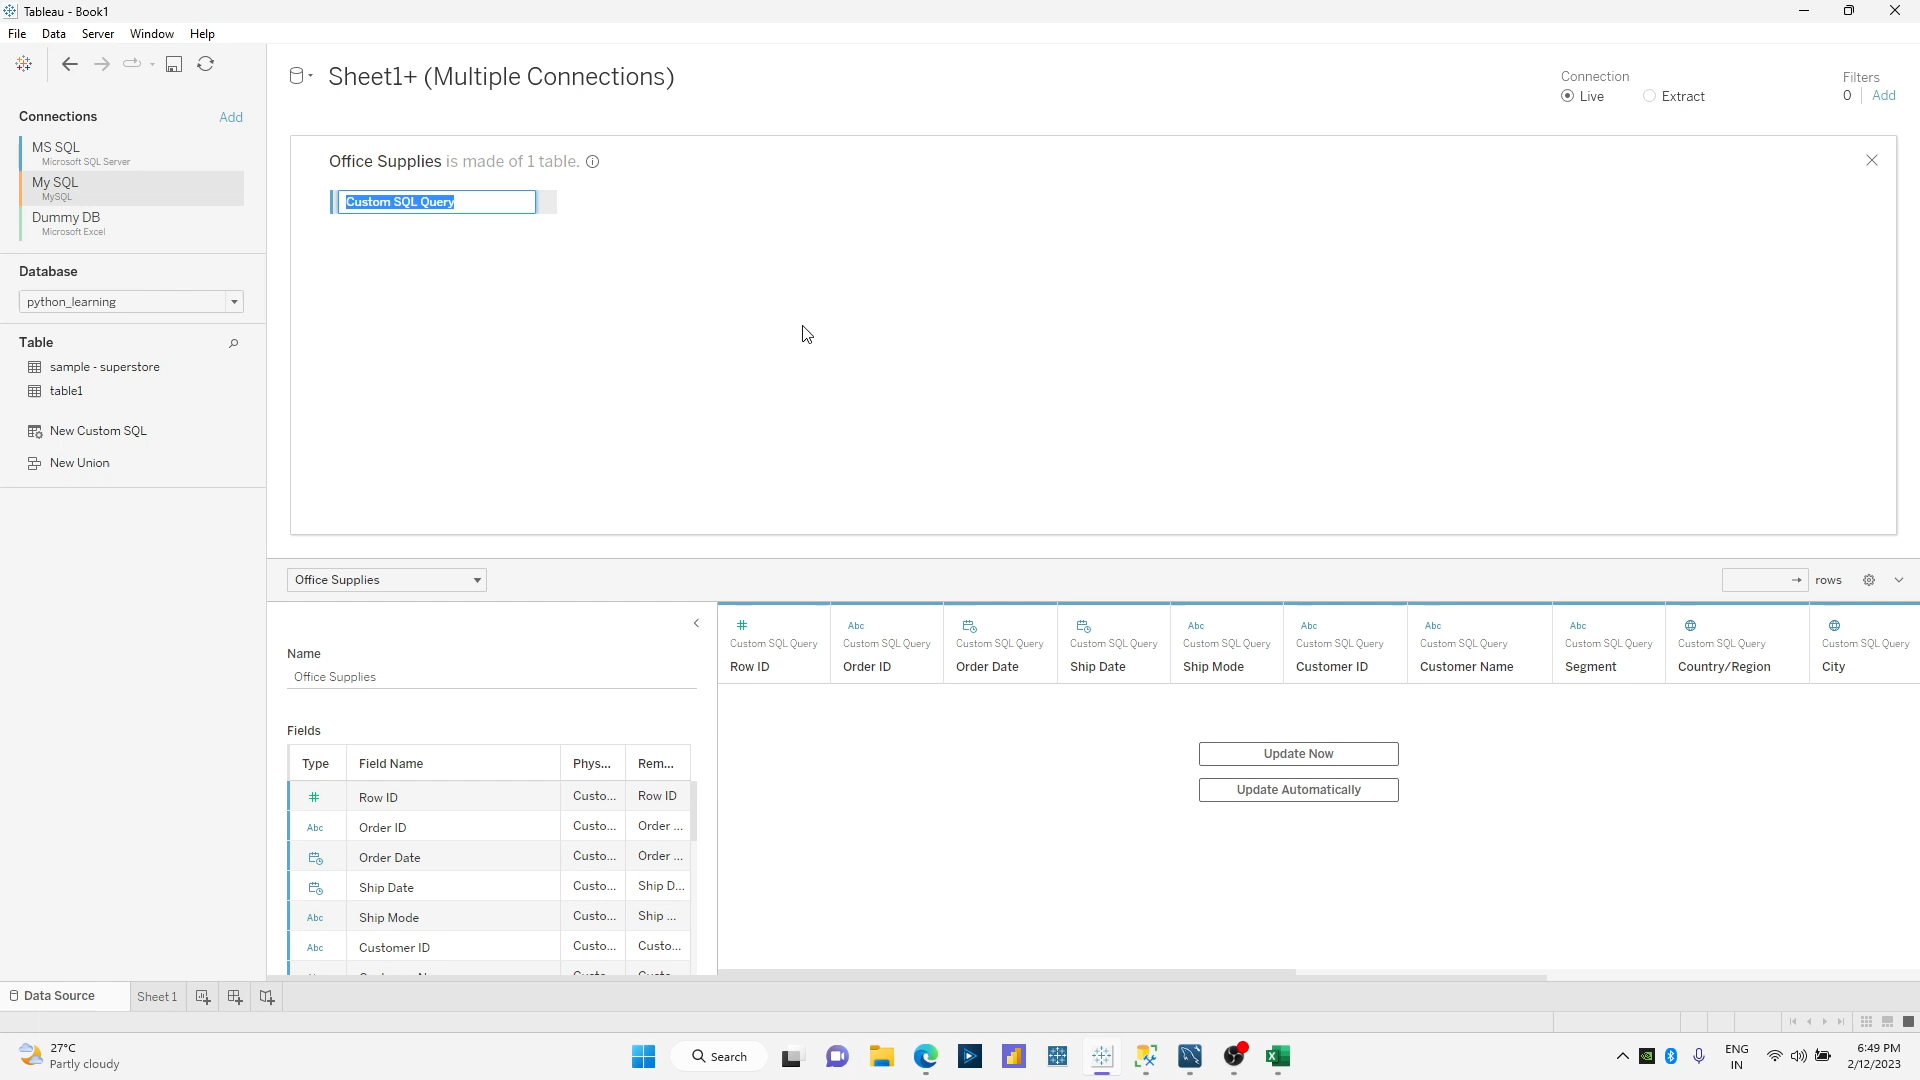 Tableau - Book1
File Data Server Window Help
Connections Add
MS SQL
Microsoft SQL Server
My SQL
MySQL
Dummy DB
Microsoft Excel
Database
python_learning
Table
sample - superstore
table1
New Custom SQL
New Union
Sheet1+ (Multiple Connections)
Connection
Live Extract
Filters
0 Add
Office Supplies is made of 1 table.
Custom SQL Query
Office Supplies
rows
Name
Office Supplies
Fields
Type Field Name Phys... Rem...
# Row ID Custo... Row ID
Abc Order ID Custo... Order ...
Order Date Custo... Order ...
Ship Date Custo... Ship D...
Abc Ship Mode Custo... Ship ...
Abc Customer ID Custo... Custo...
# Abc Abc Abc Abc Abc
Custom SQL Query Custom SQL Query Custom SQL Query Custom SQL Query Custom SQL Query Custom SQL Query Custom SQL Query Custom SQL Query Custom SQL Query Custom SQL Query
Row ID Order ID Order Date Ship Date Ship Mode Customer ID Customer Name Segment Country/Region City
Update Now
Update Automatically
Data Source Sheet 1
27°C
Partly cloudy
Search
ENG
IN
6:49 PM
2/12/2023